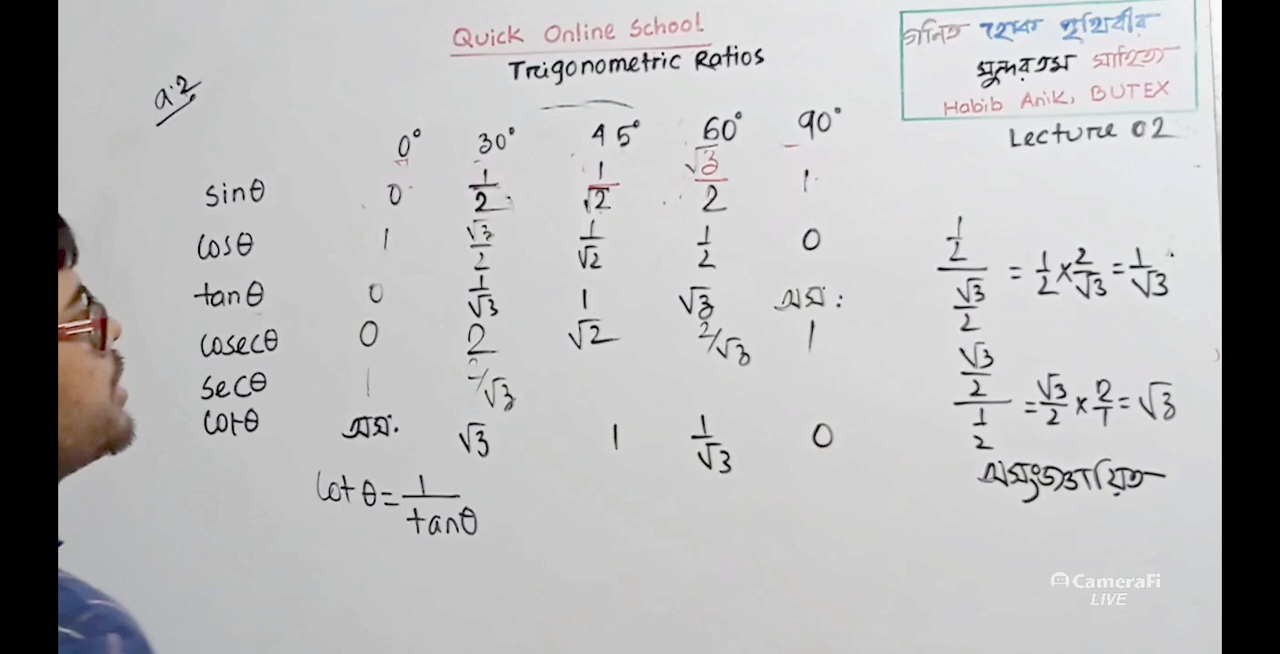 Quick Online School
Trigonometric Ratios
গনিত হোক পৃথিবীর
সুন্দরতম সাহিত্য
Habib Anik, BUTEX
Lecture 02
a:2
0° 30° 45° 60° 90°
sinθ 0 1/2 1/√2 √3/2 1
cosθ 1 √3/2 1/√2 1/2 0
tanθ 0 1/√3 1 √3 অসং:
cosecθ 0 2 √2 2/√3 1
secθ 1 2/√3
cotθ অসং: √3 1 1/√3 0
cotθ = 1/tanθ
(1/2)/(√3/2) = 1/2 × 2/√3 = 1/√3
(√3/2)/(1/2) = √3/2 × 2/1 = √3
অসংজ্ঞায়িত
CameraFi
LIVE